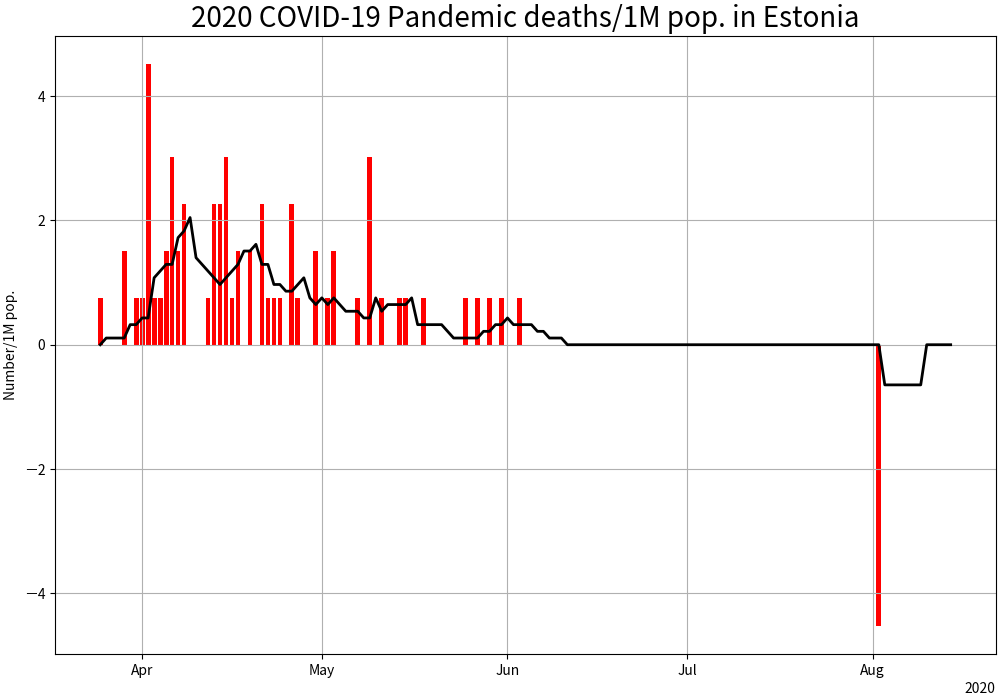 2020 COVID-19 Pandemic deaths/1M pop. in Estonia
Number/1M pop.
4
2
0
−2
−4
Apr
May
Jun
Jul
Aug
2020